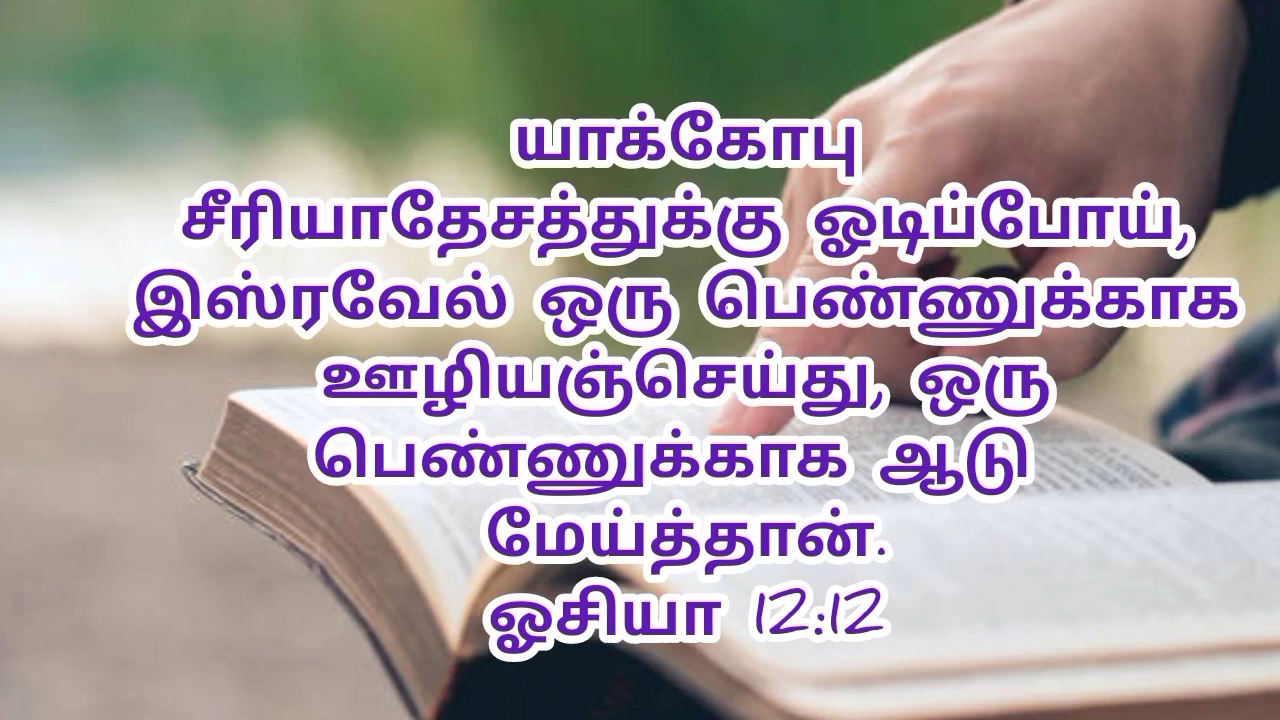 யாக்கோபு
சீரியாதேசத்துக்கு ஓடிப்போய்,
இஸ்ரவேல் ஒரு பெண்ணுக்காக
ஊழியஞ்செய்து, ஒரு
பெண்ணுக்காக ஆடு
மேய்த்தான்.
ஓசியா 12:12